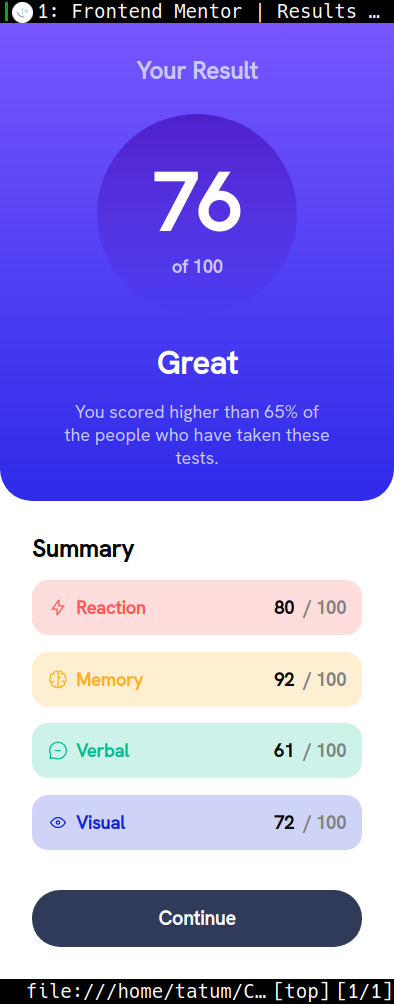 1: Frontend Mentor | Results …
Your Result
76
of 100
Great
You scored higher than 65% of
the people who have taken these
tests.
Summary
Reaction 80 / 100
Memory 92 / 100
Verbal 61 / 100
Visual 72 / 100
Continue
file:///home/tatum/C… [top] [1/1]